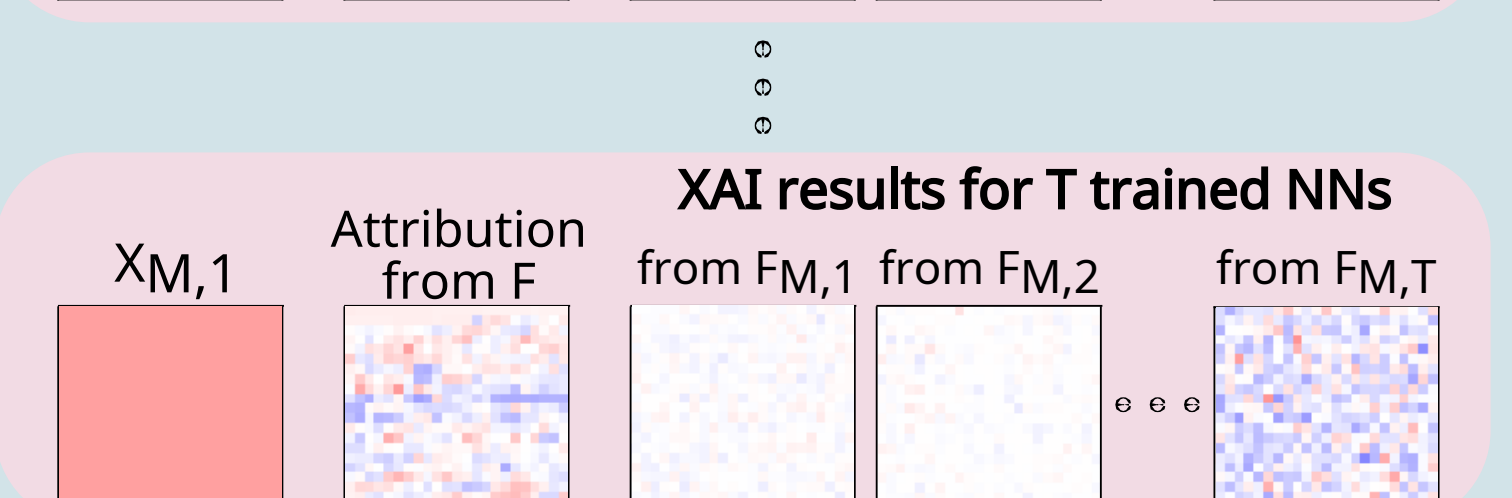 XAI results for T trained NNs
XM,1
Attribution
from F
from FM,1
from FM,2
from FM,T